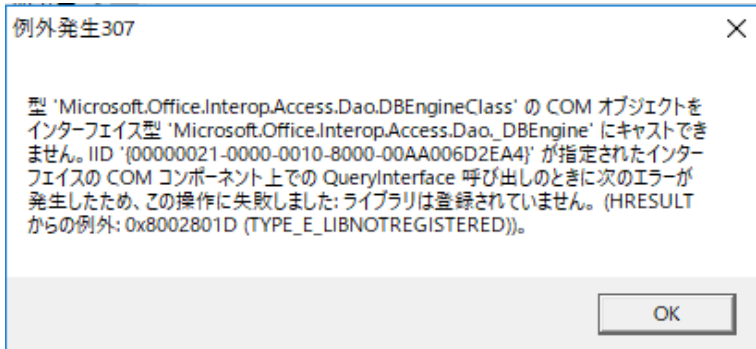 例外発生307
型 'Microsoft.Office.Interop.Access.Dao.DBEngineClass' の COM オブジェクトを
インターフェイス型 'Microsoft.Office.Interop.Access.Dao._DBEngine' にキャストでき
ません。IID '{00000021-0000-0010-8000-00AA006D2EA4}' が指定されたインター
フェイスの COM コンポーネント上での QueryInterface 呼び出しのときに次のエラーが
発生したため、この操作に失敗しました: ライブラリは登録されていません。 (HRESULT
からの例外: 0x8002801D (TYPE_E_LIBNOTREGISTERED))。
OK